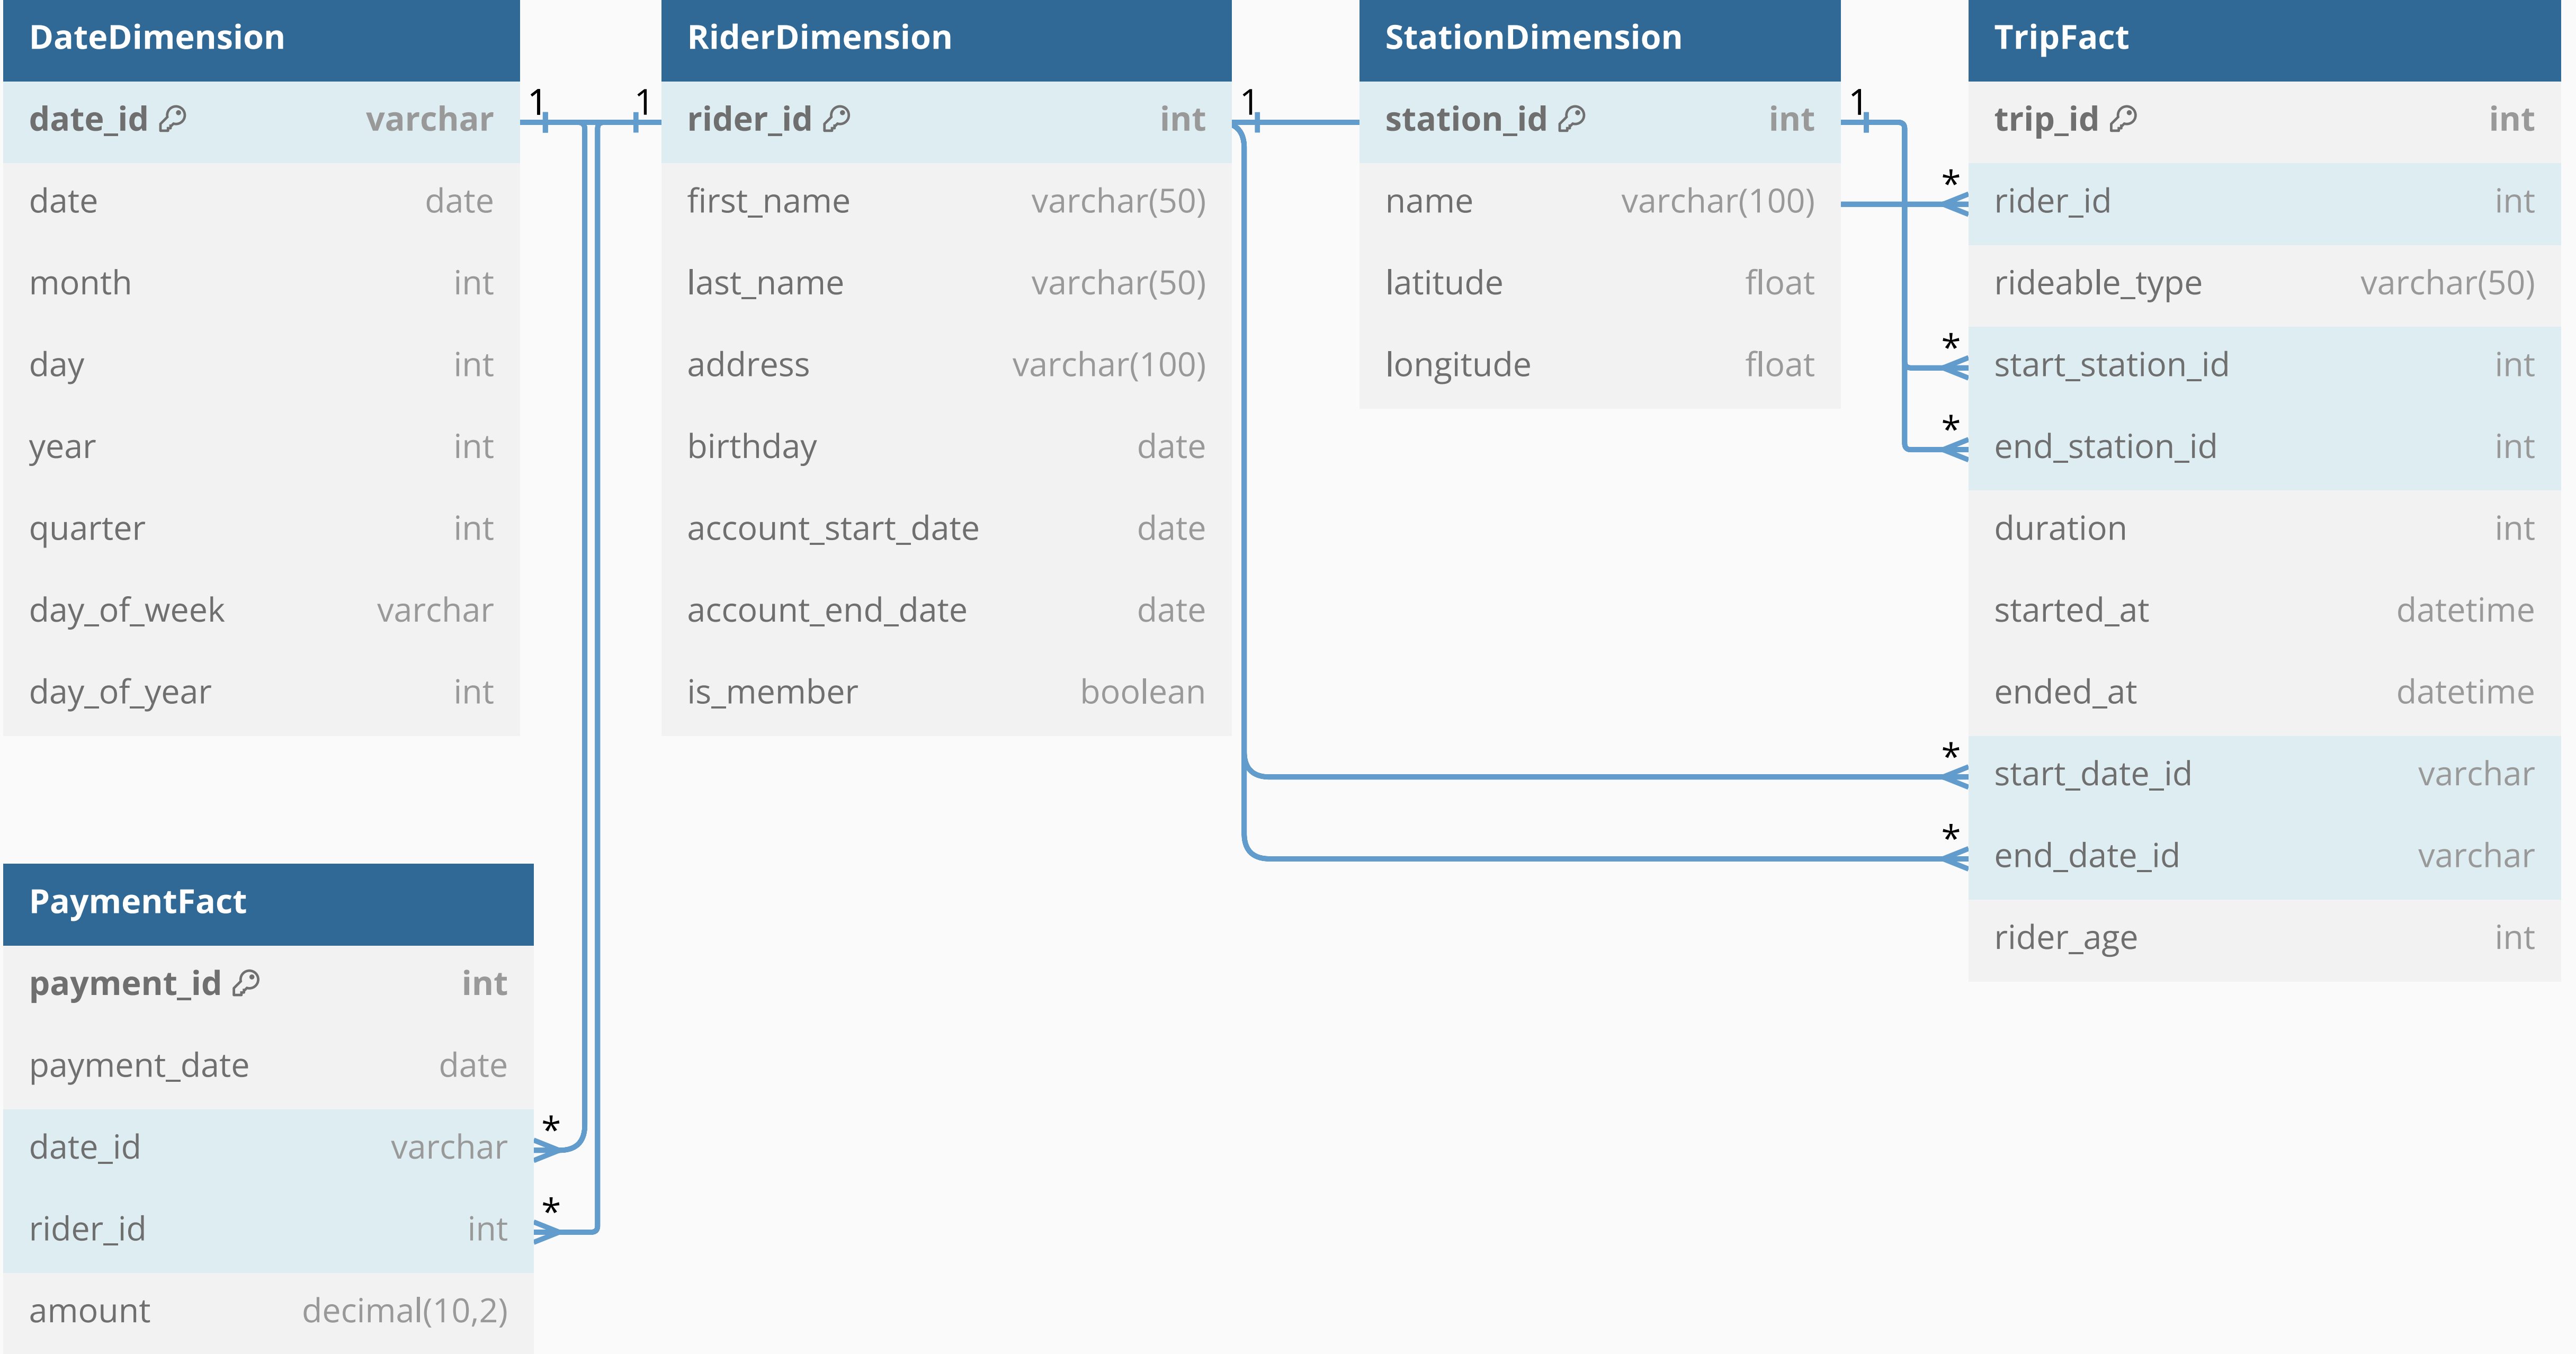 DateDimension
date_id varchar
date date
month int
day int
year int
quarter int
day_of_week varchar
day_of_year int
1
1
RiderDimension
rider_id int
first_name varchar(50)
last_name varchar(50)
address varchar(100)
birthday date
account_start_date date
account_end_date date
is_member boolean
1
StationDimension
station_id int
name varchar(100)
latitude float
longitude float
1
TripFact
trip_id int
* rider_id int
rideable_type varchar(50)
* start_station_id int
* end_station_id int
duration int
started_at datetime
ended_at datetime
* start_date_id varchar
* end_date_id varchar
rider_age int
PaymentFact
payment_id int
payment_date date
date_id varchar *
rider_id int *
amount decimal(10,2)